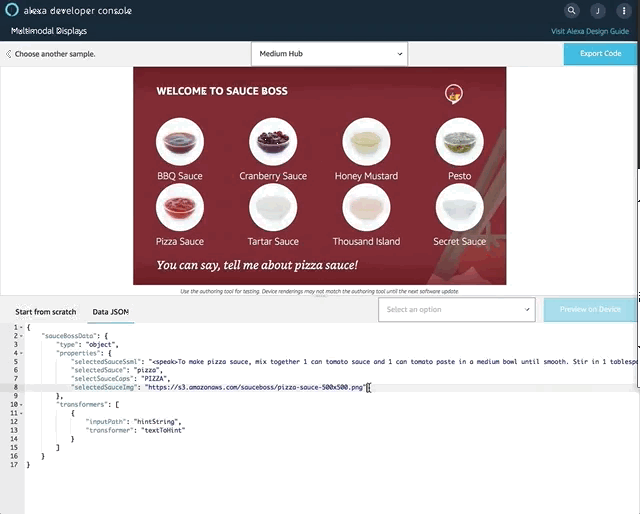 alexa developer console
J
Multimodal Displays
Visit Alexa Design Guide
Choose another sample.
Medium Hub
Export Code
WELCOME TO SAUCE BOSS
BBQ Sauce
Cranberry Sauce
Honey Mustard
Pesto
Pizza Sauce
Tartar Sauce
Thousand Island
Secret Sauce
You can say, tell me about pizza sauce!
Use the authoring tool for testing. Device renderings may not match the authoring tool until the next software update.
Start from scratch
Data JSON
Select an option
Preview on Device
1 {
2 "sauceBossData": {
3 "type": "object",
4 "properties": {
5 "selectedSauceSsml": "<speak>To make pizza sauce, mix together 1 can tomato sauce and 1 can tomato paste in a medium bowl until smooth. Stir in 1 tablesp
6 "selectedSauce": "pizza",
7 "selectSauceCaps": "PIZZA",
8 "selectedSauceImg": "https://s3.amazonaws.com/sauceboss/pizza-sauce-500x500.png"
9 },
10 "transformers": [
11 {
12 "inputPath": "hintString",
13 "transformer": "textToHint"
14 }
15 ]
16 }
17 }